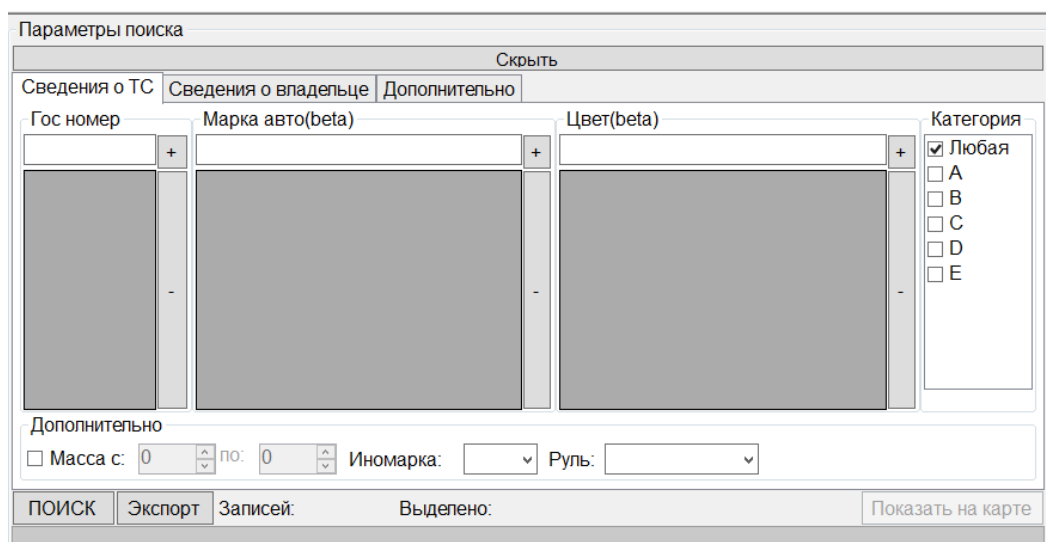 Параметры поиска
Скрыть
Сведения о ТС Сведения о владельце Дополнительно
Гос номер Марка авто(beta) Цвет(beta) Категория
+ + + Любая
A
B
C
D
E
- - -
Дополнительно
Масса с: 0 по: 0 Иномарка: Руль:
ПОИСК Экспорт Записей: Выделено: Показать на карте